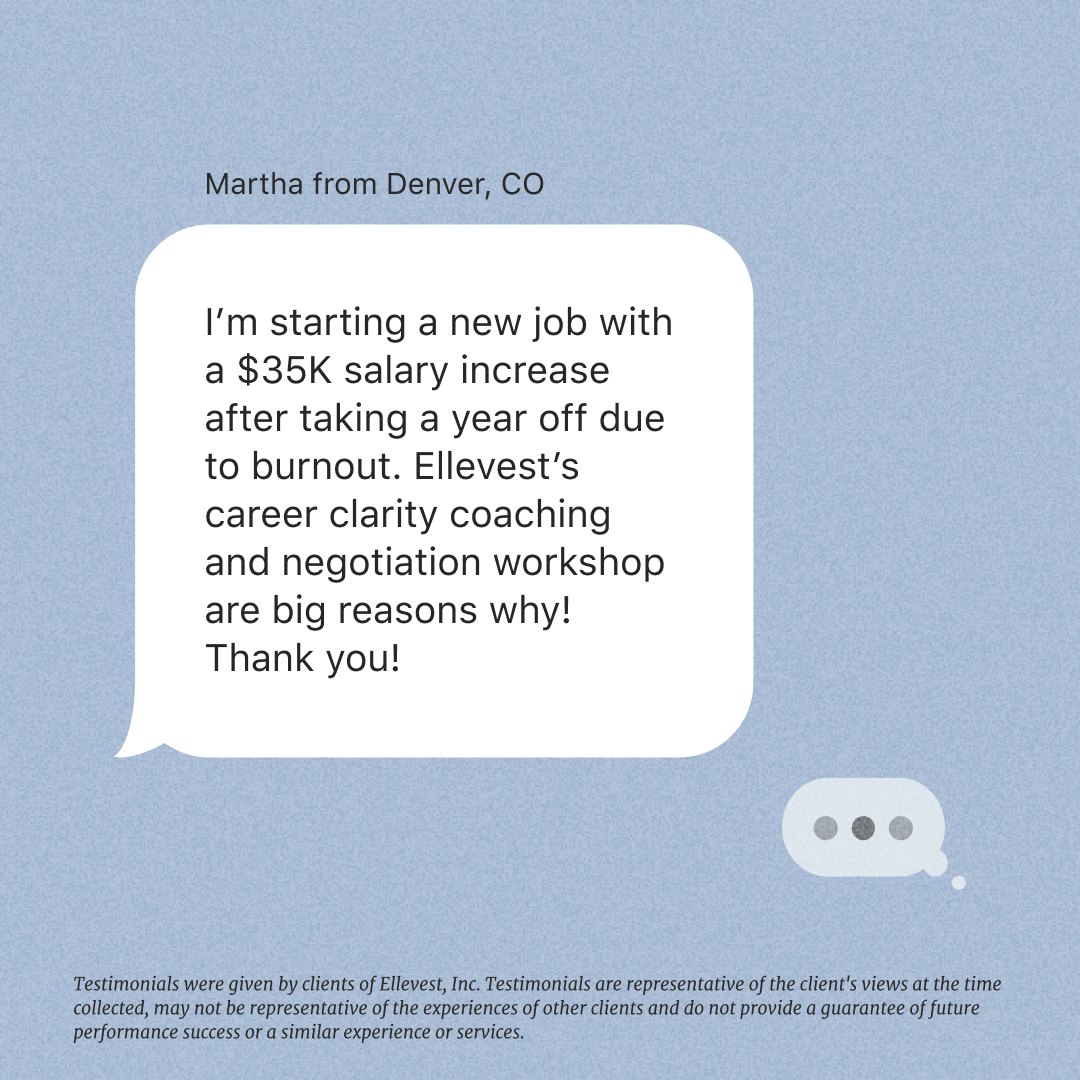 Martha from Denver, CO
I’m starting a new job with
a $35K salary increase
after taking a year off due
to burnout. Ellevest’s
career clarity coaching
and negotiation workshop
are big reasons why!
Thank you!
Testimonials were given by clients of Ellevest, Inc. Testimonials are representative of the client's views at the time
collected, may not be representative of the experiences of other clients and do not provide a guarantee of future
performance success or a similar experience or services.